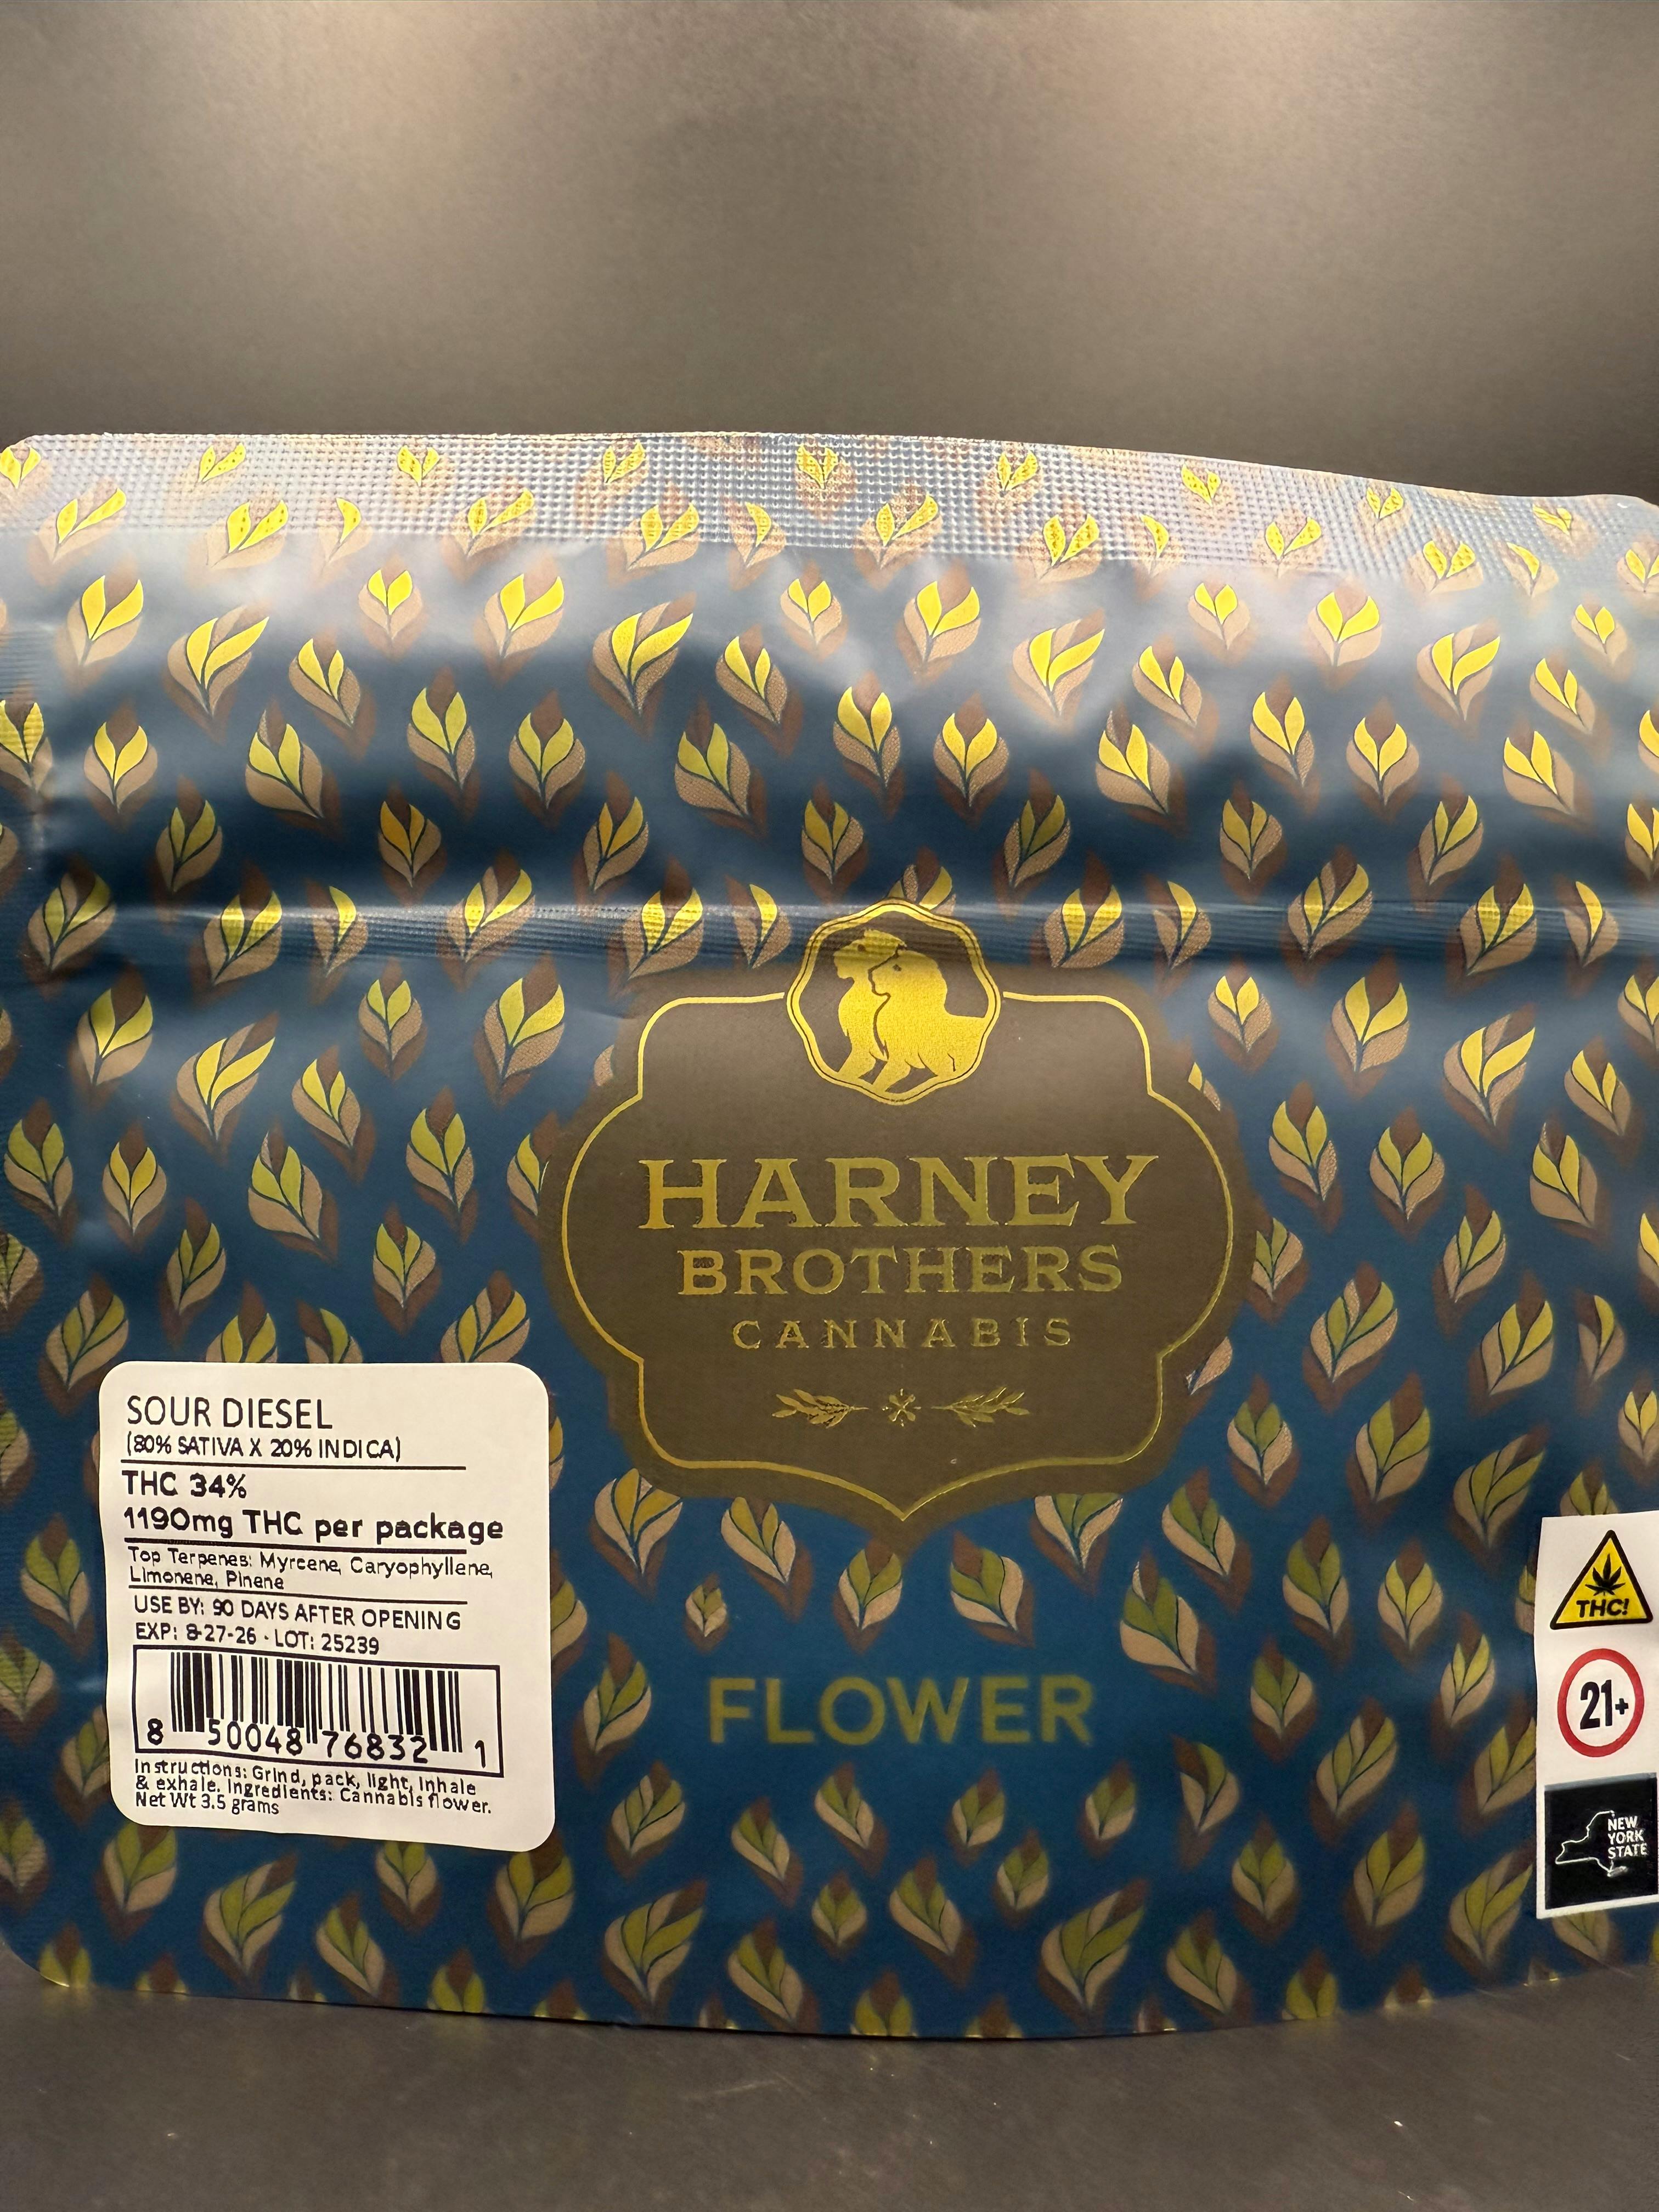 HARNEY
BROTHERS
CANNABIS
SOUR DIESEL
(80% SATIVA X 20% INDICA)
THC 34%
1190mg THC per package
Top Terpenes: Myrcene, Caryophyllene,
Limonene, Pinene
USE BY: 90 DAYS AFTER OPENING
EXP: 8-27-26 - LOT: 25239
8 50048 76832 1
Instructions: Grind, pack, light, inhale
& exhale. Ingredients: Cannabis flower.
Net Wt 3.5 grams
FLOWER
THC!
21+
NEW
YORK
STATE